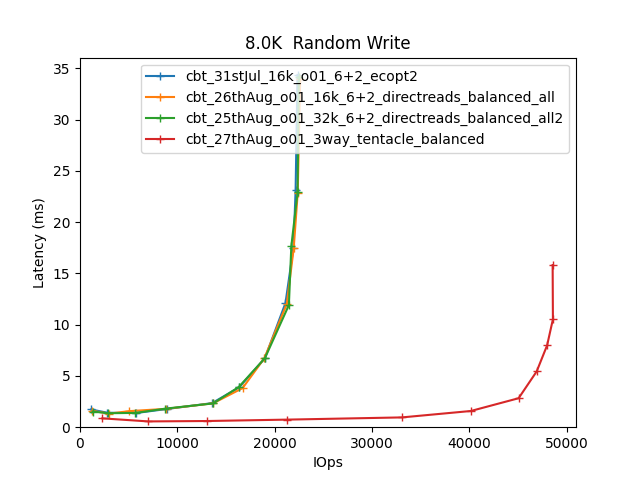 8.0K  Random Write
35
30
25
20
15
10
5
0
Latency (ms)
cbt_31stJul_16k_o01_6+2_ecopt2
cbt_26thAug_o01_16k_6+2_directreads_balanced_all
cbt_25thAug_o01_32k_6+2_directreads_balanced_all2
cbt_27thAug_o01_3way_tentacle_balanced
0 10000 20000 30000 40000 50000
IOps